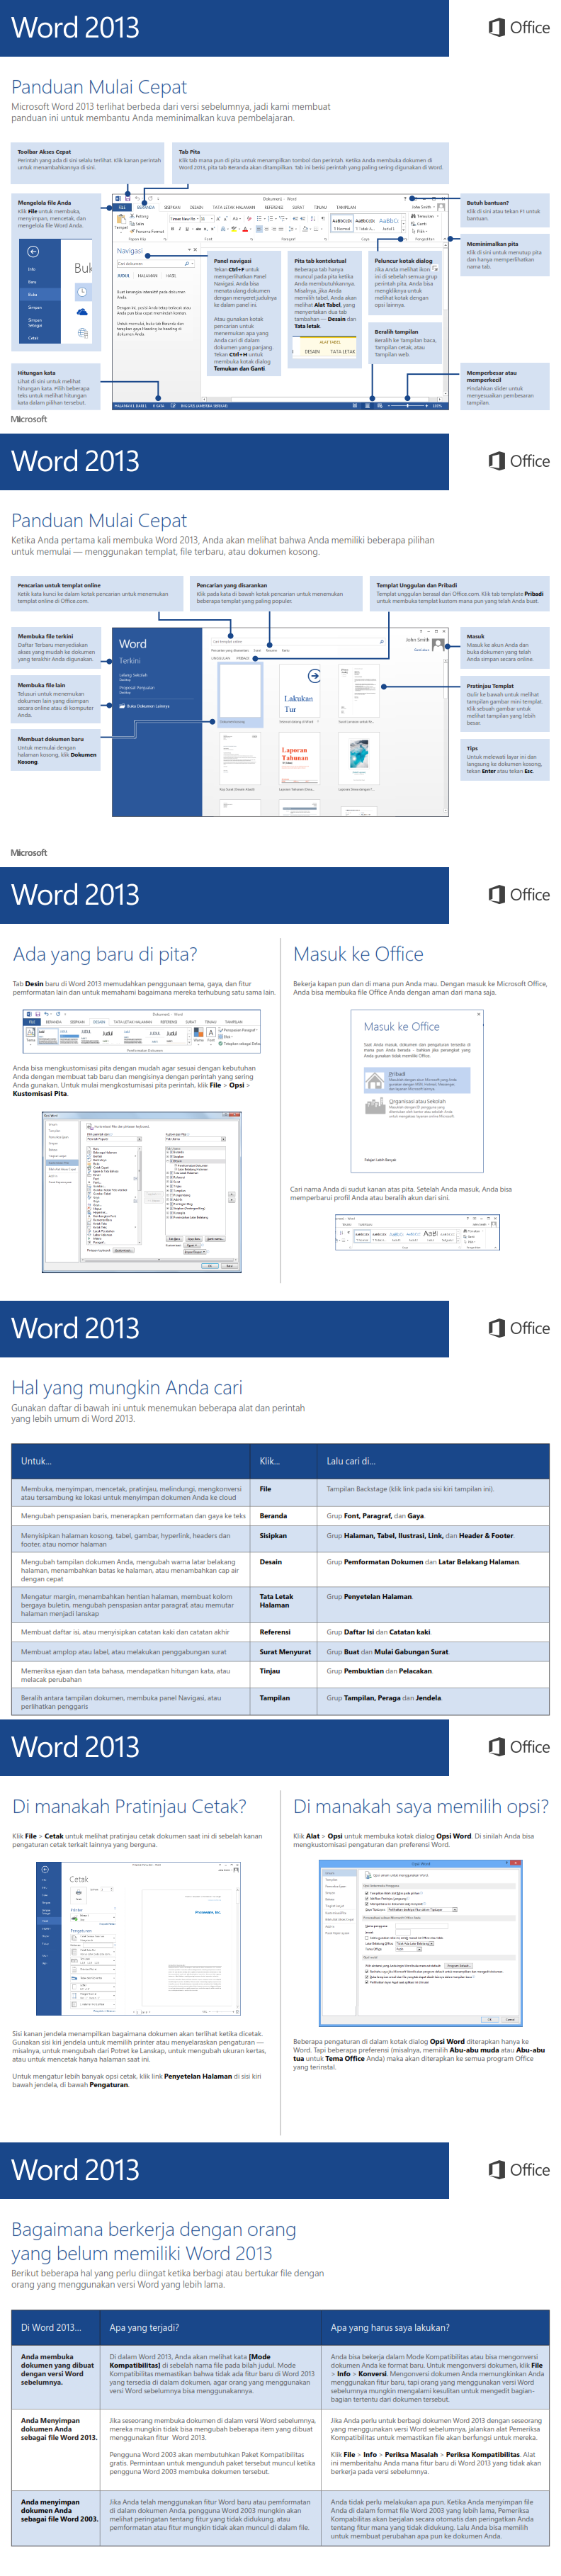 Word 2013
Office
Panduan Mulai Cepat
Microsoft Word 2013 terlihat berbeda dari versi sebelumnya, jadi kami membuat
panduan ini untuk membantu Anda meminimalkan kuva pembelajaran.
Toolbar Akses Cepat
Perintah yang ada di sini selalu terlihat. Klik kanan perintah
untuk menambahkannya di sini.
Tab Pita
Klik tab mana pun di pita untuk menampilkan tombol dan perintah. Ketika Anda membuka dokumen di
Word 2013, pita tab Beranda akan ditampilkan. Tab ini berisi perintah yang paling sering digunakan di Word.
Mengelola file Anda
Klik File untuk membuka,
menyimpan, mencetak, dan
mengelola file Word Anda.
Butuh bantuan?
Klik di sini atau tekan F1 untuk
bantuan
Meminimalkan pita
Klik di sini untuk menutup pita
dan hanya memperlihatkan
nama tab.
Navigasi
Panel navigasi
Tekan Ctrl+F untuk
memperlihatkan Panel
Navigasi. Anda bisa
menata ulang dokumen
dengan menyeret judulnya
ke dalam panel ini.
Atau gunakan kotak
pencarian untuk
menemukan apa yang
Anda cari di dalam
dokumen yang panjang.
Tekan Ctrl+H untuk
membuka kotak dialog
Temukan dan Ganti
Pita tab kontekstual
Beberapa tab hanya
muncul di pita ketika
Anda membutuhkannya.
Misalnya, jika Anda
memilih tabel, Anda akan
melihat Alat Tabel, yang
menyertakan dua tab
tambahan — Desain dan
Tata letak
ALAT TABEL
DESAIN TATA LETAK
Peluncur kotak dialog
Jika Anda melihat ikon
ini di sebelah semua grup
perintah pita, Anda bisa
mengkliknya untuk
melihat kotak dengan
opsi lainnya.
Beralih tampilan
Beralih ke Tampilan baca,
Tampilan cetak, atau
Tampilan web.
Info
Baru
Buka
Simpan
Simpan
Sebagai
Cetak
Hitungan kata
Lihat di sini untuk melihat
hitungan kata. Pilih beberapa
teks untuk melihat hitungan
kata dalam pilihan tersebut.
Memperbesar atau
memperkecil
Pindahkan slider untuk
menyesuaikan pembesaran
tampilan.
Microsoft
Word 2013
Office
Panduan Mulai Cepat
Ketika Anda pertama kali membuka Word 2013, Anda akan melihat bahwa Anda memiliki beberapa pilihan
untuk memulai — menggunakan templat, file terbaru, atau dokumen kosong.
Pencarian untuk templat online
Ketik kata kunci ke dalam kotak pencarian untuk menemukan
templat online di Office.com.
Pencarian yang disarankan
Klik pada kata di bawah kotak pencarian untuk menemukan
beberapa templat yang paling populer.
Templat Unggulan dan Pribadi
Templat unggulan berasal dari Office.com. Klik tab template Pribadi
untuk membuka templat kustom mana pun yang telah Anda buat.
Membuka file terkini
Daftar Terbaru menyediakan
akses yang mudah ke dokumen
yang terakhir Anda digunakan.
Membuka file lain
Telusuri untuk menemukan
dokumen lain yang disimpan
secara online atau di komputer
Anda.
Membuat dokumen baru
Untuk memulai dengan
halaman kosong, klik Dokumen
Kosong.
Word
Terkini
Buka Dokumen Lainnya
Lakukan
Tur
Laporan
Tahunan
Masuk
Masuk ke akun Anda dan
buka dokumen yang telah
Anda simpan secara online.
Pratinjau Templat
Gulir ke bawah untuk melihat
tampilan gambar mini templat.
Klik sebuah gambar untuk
melihat tampilan yang lebih
besar.
Tips
Untuk melewati layar ini dan
langsung ke dokumen kosong,
tekan Enter atau tekan Esc.
Microsoft
Word 2013
Office
Ada yang baru di pita?
Tab Desin baru di Word 2013 memudahkan penggunaan tema, gaya, dan fitur
pemformatan lain dan untuk memahami bagaimana mereka terhubung satu sama lain.
Anda bisa mengkustomisasi pita dengan mudah agar sesuai dengan kebutuhan
Anda dengan membuat tab baru dan mengisinya dengan perintah yang sering
Anda gunakan. Untuk mulai mengkostumisasi pita perintah, klik File > Opsi >
Kustomisasi Pita.
Masuk ke Office
Bekerja kapan pun dan di mana pun Anda mau. Dengan masuk ke Microsoft Office,
Anda bisa membuka file Office Anda dengan aman dari mana saja.
Masuk ke Office
Pribadi
Organisasi atau Sekolah
Cari nama Anda di sudut kanan atas pita. Setelah Anda masuk, Anda bisa
memperbarui profil Anda atau beralih akun dari sini.
Word 2013
Office
Hal yang mungkin Anda cari
Gunakan daftar di bawah ini untuk menemukan beberapa alat dan perintah
yang lebih umum di Word 2013.
Untuk... Klik... Lalu cari di...
Membuka, menyimpan, mencetak, pratinjau, melindungi, mengkonversi
atau tersambung ke lokasi untuk menyimpan dokumen Anda ke cloud
File
Tampilan Backstage (klik link pada sisi kiri tampilan ini).
Mengubah perspasian baris, menerapkan pemformatan dan gaya ke teks
Beranda
Grup Font, Paragraf, dan Gaya.
Menyisipkan halaman kosong, tabel, gambar, hyperlink, headers dan
footer, atau nomor halaman
Sisipkan
Grup Halaman, Tabel, Ilustrasi, Link, dan Header & Footer.
Mengubah tampilan dokumen Anda, mengubah warna latar belakang
halaman, menambahkan batas ke halaman, atau menambahkan cap air
dengan cepat
Desain
Grup Pemformatan Dokumen dan Latar Belakang Halaman.
Mengatur margin, menambahkan hentian halaman, membuat kolom
bergaya buletin, mengubah penspasian antar paragraf, atau memutar
halaman menjadi lanskap
Tata Letak
Halaman
Grup Penyetelan Halaman.
Membuat daftar isi, atau menyisipkan catatan kaki dan catatan akhir
Referensi
Grup Daftar Isi dan Catatan kaki.
Membuat amplop atau label, atau melakukan penggabungan surat
Surat Menyurat
Grup Buat dan Mulai Gabungan Surat.
Memeriksa ejaan dan tata bahasa, mendapatkan hitungan kata, atau
melacak perubahan
Tinjau
Grup Pembuktian dan Pelacakan.
Beralih antara tampilan dokumen, membuka panel Navigasi, atau
perlihatkan penggaris
Tampilan
Grup Tampilan, Peraga dan Jendela.
Word 2013
Office
Di manakah Pratinjau Cetak?
Klik File > Cetak untuk melihat pratinjau cetak dokumen saat ini di sebelah kanan
pengaturan cetak terkait lainnya yang berguna.
Cetak
Sisi kanan jendela menampilkan bagaimana dokumen akan terlihat ketika dicetak.
Gunakan sisi kiri jendela untuk memilih printer atau menyelaraskan pengaturan —
misalnya, untuk mengubah dari Potret ke Lanskap, untuk mengubah ukuran kertas,
atau untuk mencetak hanya halaman saat ini.
Untuk mengatur lebih banyak opsi cetak, klik link Penyetelan Halaman di sisi kiri
bawah jendela, di bawah Pengaturan.
Di manakah saya memilih opsi?
Klik Alat > Opsi untuk membuka kotak dialog Opsi Word. Di sinilah Anda bisa
mengkustomisasi pengaturan dan preferensi Word.
Beberapa pengaturan di dalam kotak dialog Opsi Word diterapkan hanya ke
Word. Tapi beberapa preferensi (misalnya, memilih Abu-abu muda atau Abu-abu
tua untuk Tema Office Anda) maka akan diterapkan ke semua program Office
yang terinstal.
Word 2013
Office
Bagaimana berkerja dengan orang
yang belum memiliki Word 2013
Berikut beberapa hal yang perlu diingat ketika berbagi atau bertukar file dengan
orang yang menggunakan versi Word yang lebih lama.
Di Word 2013... Apa yang terjadi? Apa yang harus saya lakukan?
Anda membuka
dokumen yang dibuat
dengan versi Word
sebelumnya.
Di dalam Word 2013, Anda akan melihat kata [Mode
Kompatibilitas] di sebelah nama file pada bilah judul. Mode
Kompatibilitas memastikan bahwa tidak ada fitur baru di Word 2013
yang tersedia di dalam dokumen, agar orang yang menggunakan
versi Word sebelumnya bisa menggunakannya.
Anda bisa bekerja dalam Mode Kompatibilitas atau bisa mengonversi
dokumen Anda ke format baru. Untuk mengonversi dokumen, klik File
> Info > Konversi. Mengonversi dokumen Anda memungkinkan Anda
menggunakan fitur baru, tapi orang yang menggunakan versi Word
sebelumnya mungkin mengalami kesulitan untuk mengedit bagian-
bagian tertentu dari dokumen tersebut.
Anda Menyimpan
dokumen Anda
sebagai file Word 2013.
Jika seseorang membuka dokumen di dalam versi Word sebelumnya,
mereka mungkin tidak bisa mengubah beberapa item yang dibuat
menggunakan fitur Word 2013.
Pengguna Word 2003 akan membutuhkan Paket Kompatibilitas
gratis. Permintaan untuk mengunduh paket tersebut muncul ketika
pengguna Word 2003 membuka dokumen tersebut.
Jika Anda perlu untuk berbagi dokumen Word 2013 dengan seseorang
yang menggunakan versi Word sebelumnya, jalankan alat Pemeriksa
Kompatibilitas untuk memastikan file akan berfungsi untuk mereka.
Klik File > Info > Periksa Masalah > Periksa Kompatibilitas. Alat
ini memberitahu Anda mana fitur baru di Word 2013 yang tidak akan
berkerja pada versi sebelumnya.
Anda menyimpan
dokumen Anda
sebagai file Word 2003.
Jika Anda telah menggunakan fitur Word baru atau pemformatan
di dalam dokumen Anda, pengguna Word 2003 mungkin akan
melihat peringatan tentang fitur yang tidak didukung, atau
pemformatan atau fitur mungkin tidak akan muncul di dalam file.
Anda tidak perlu melakukan apa pun. Ketika Anda menyimpan file
Anda di dalam format file Word 2003 yang lebih lama, Pemeriksa
Kompatibilitas akan berjalan secara otomatis dan peringatkan Anda
tentang fitur mana yang tidak didukung. Lalu Anda bisa memilih
untuk membuat perubahan apa pun ke dokumen Anda.